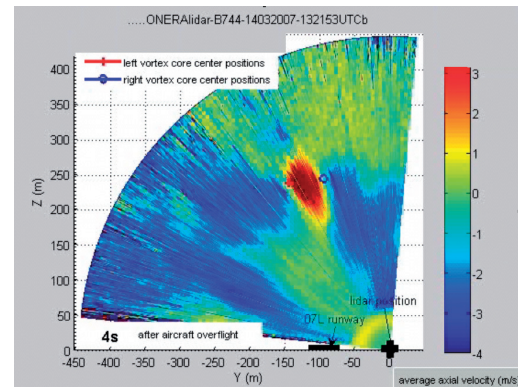 .....ONERAlidar-B744-14032007-132153UTCb
left vortex core center positions
right vortex core center positions
400
350
300
250
200
150
100
50
0
Z (m)
lidar position
07L runway
4s after aircraft overflight
-450 -400 -350 -300 -250 -200 -150 -100 -50 0
Y (m)
3
2
1
0
-1
-2
-3
-4
average axial velocity (m/s)